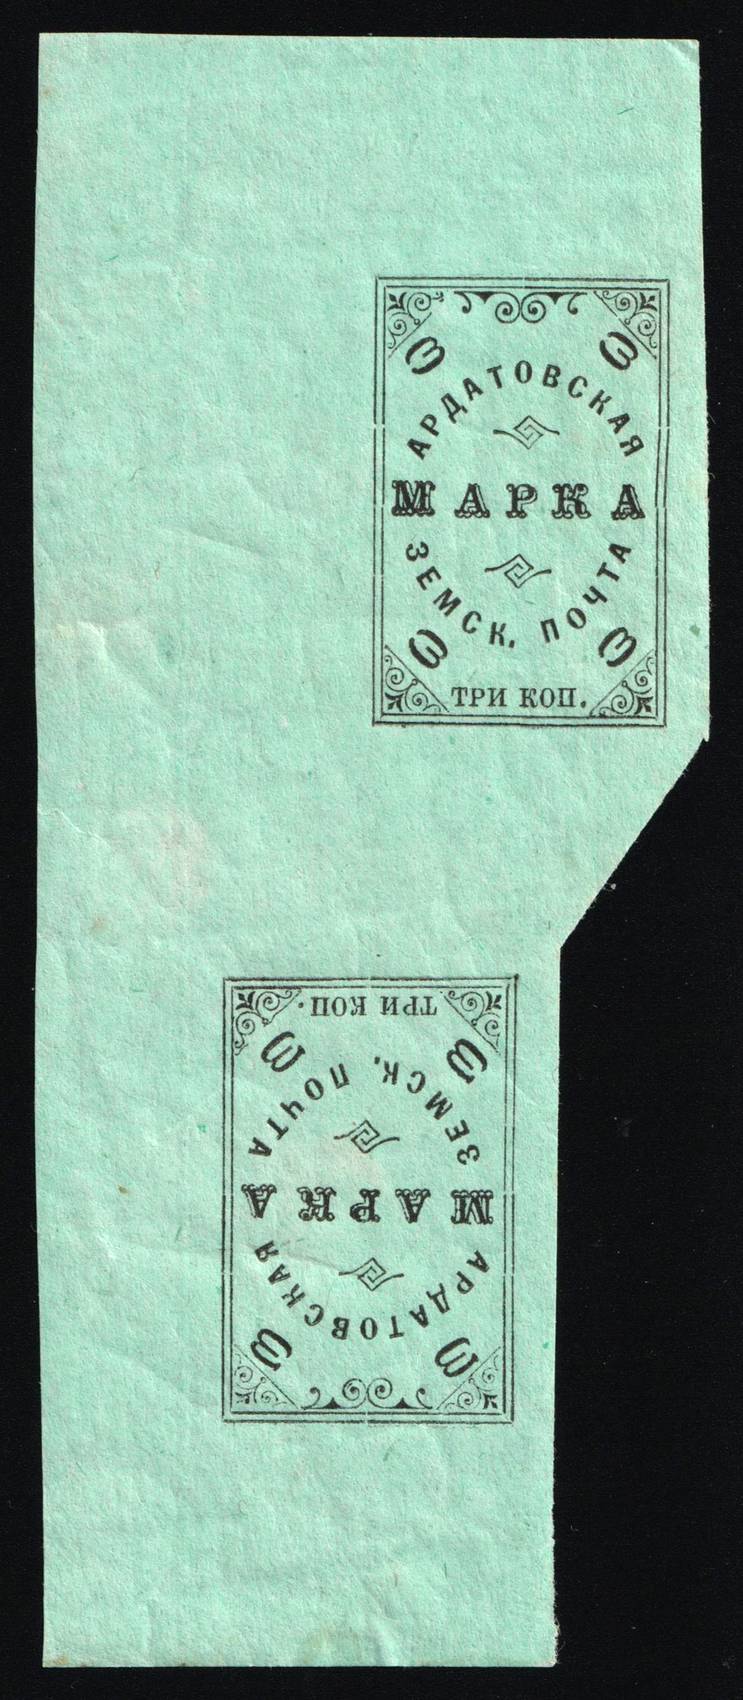 3 3
АРДАТОВСКАЯ
МАРКА
ЗЕМСК. ПОЧТА
3 3
ТРИ КОП.
3 3
АРДАТОВСКАЯ
МАРКА
ЗЕМСК. ПОЧТА
3 3
ТРИ КОП.